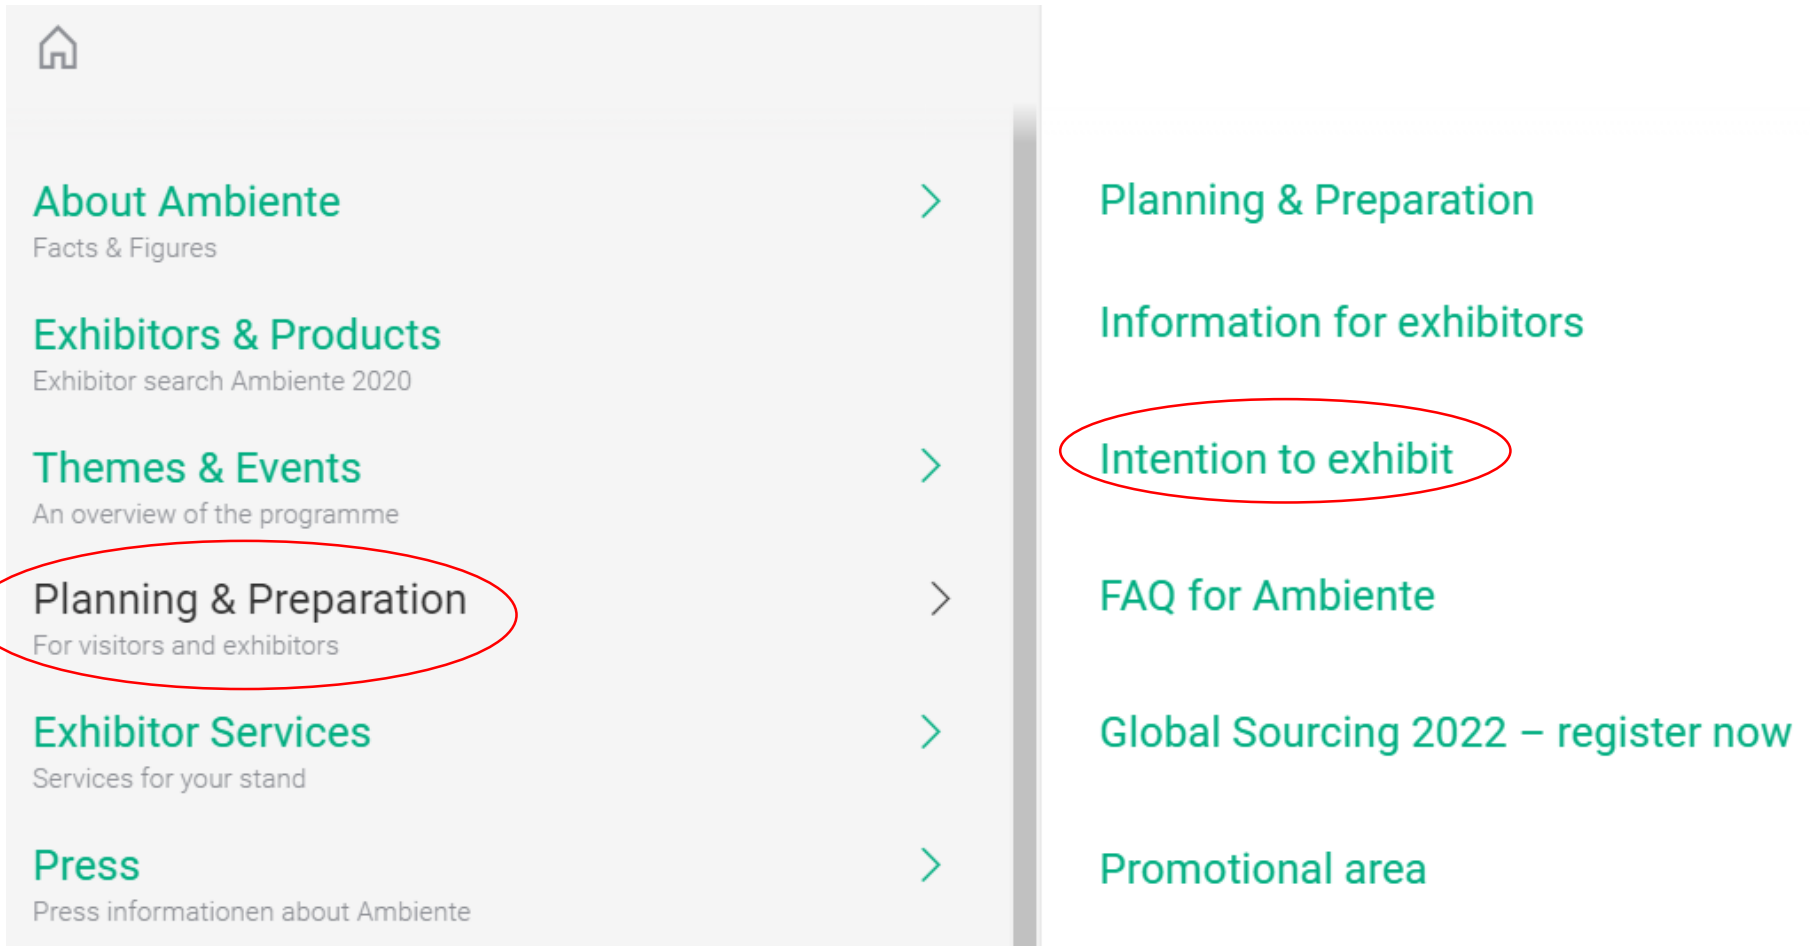 About Ambiente
Facts & Figures
Exhibitors & Products
Exhibitor search Ambiente 2020
Themes & Events
An overview of the programme
Planning & Preparation
For visitors and exhibitors
Exhibitor Services
Services for your stand
Press
Press informationen about Ambiente
Planning & Preparation
Information for exhibitors
Intention to exhibit
FAQ for Ambiente
Global Sourcing 2022 – register now
Promotional area